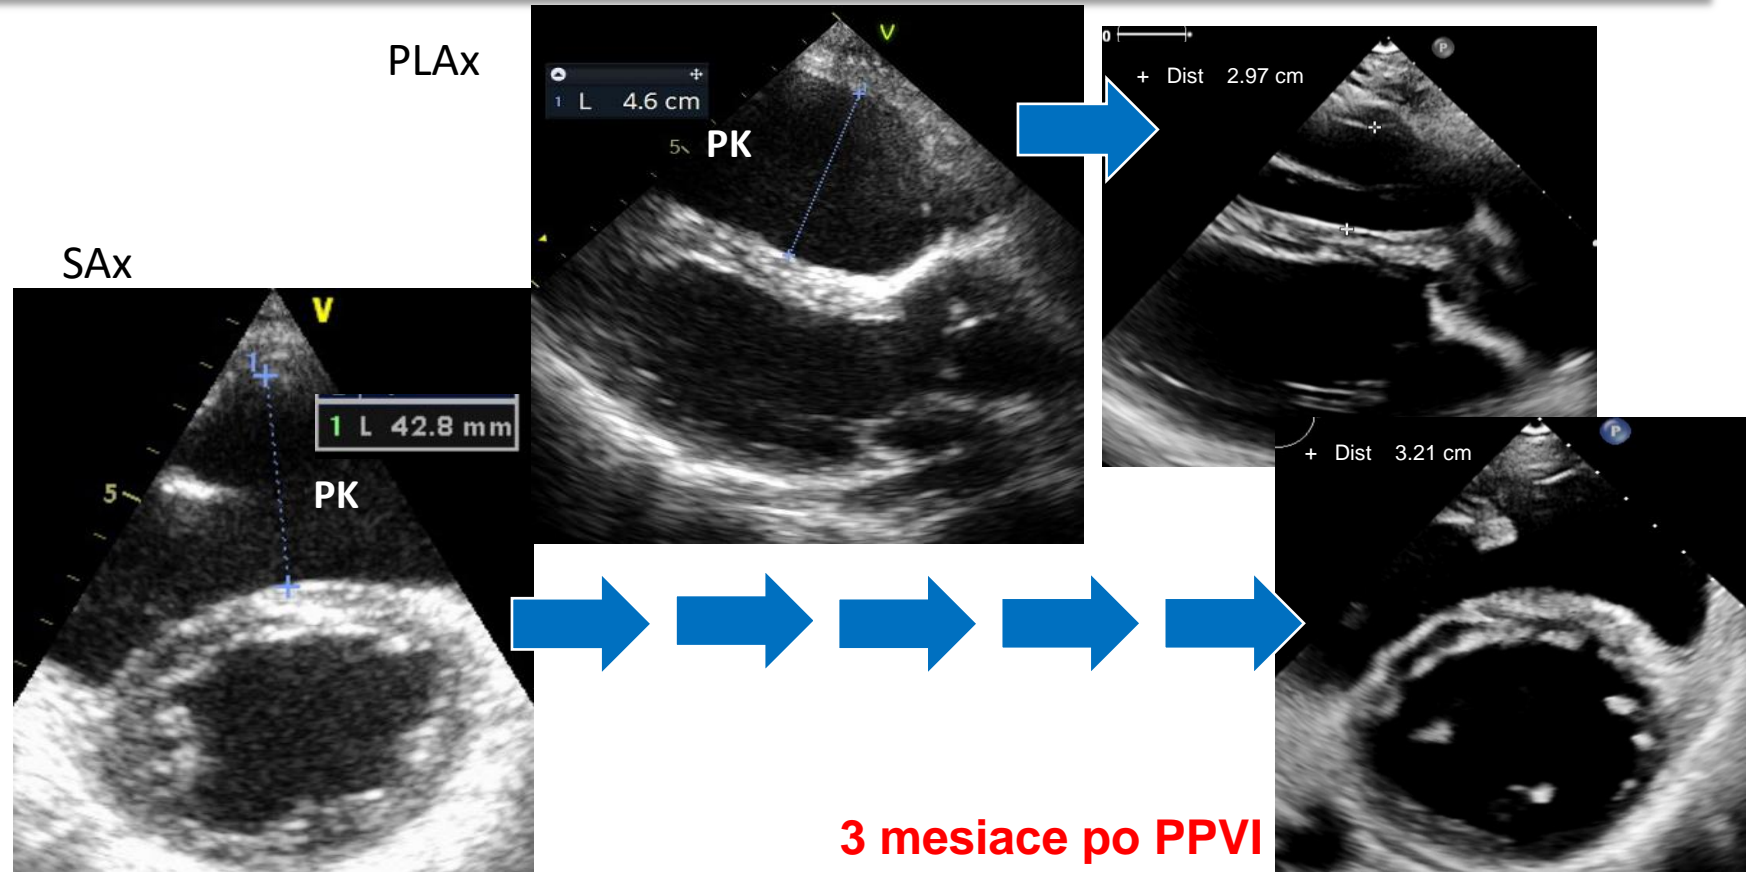 PLAx
V
1 L 4.6 cm
5
PK
0
P
+ Dist 2.97 cm
SAx
V
1
1 L 42.8 mm
5
PK
P
+ Dist 3.21 cm
3 mesiace po PPVI